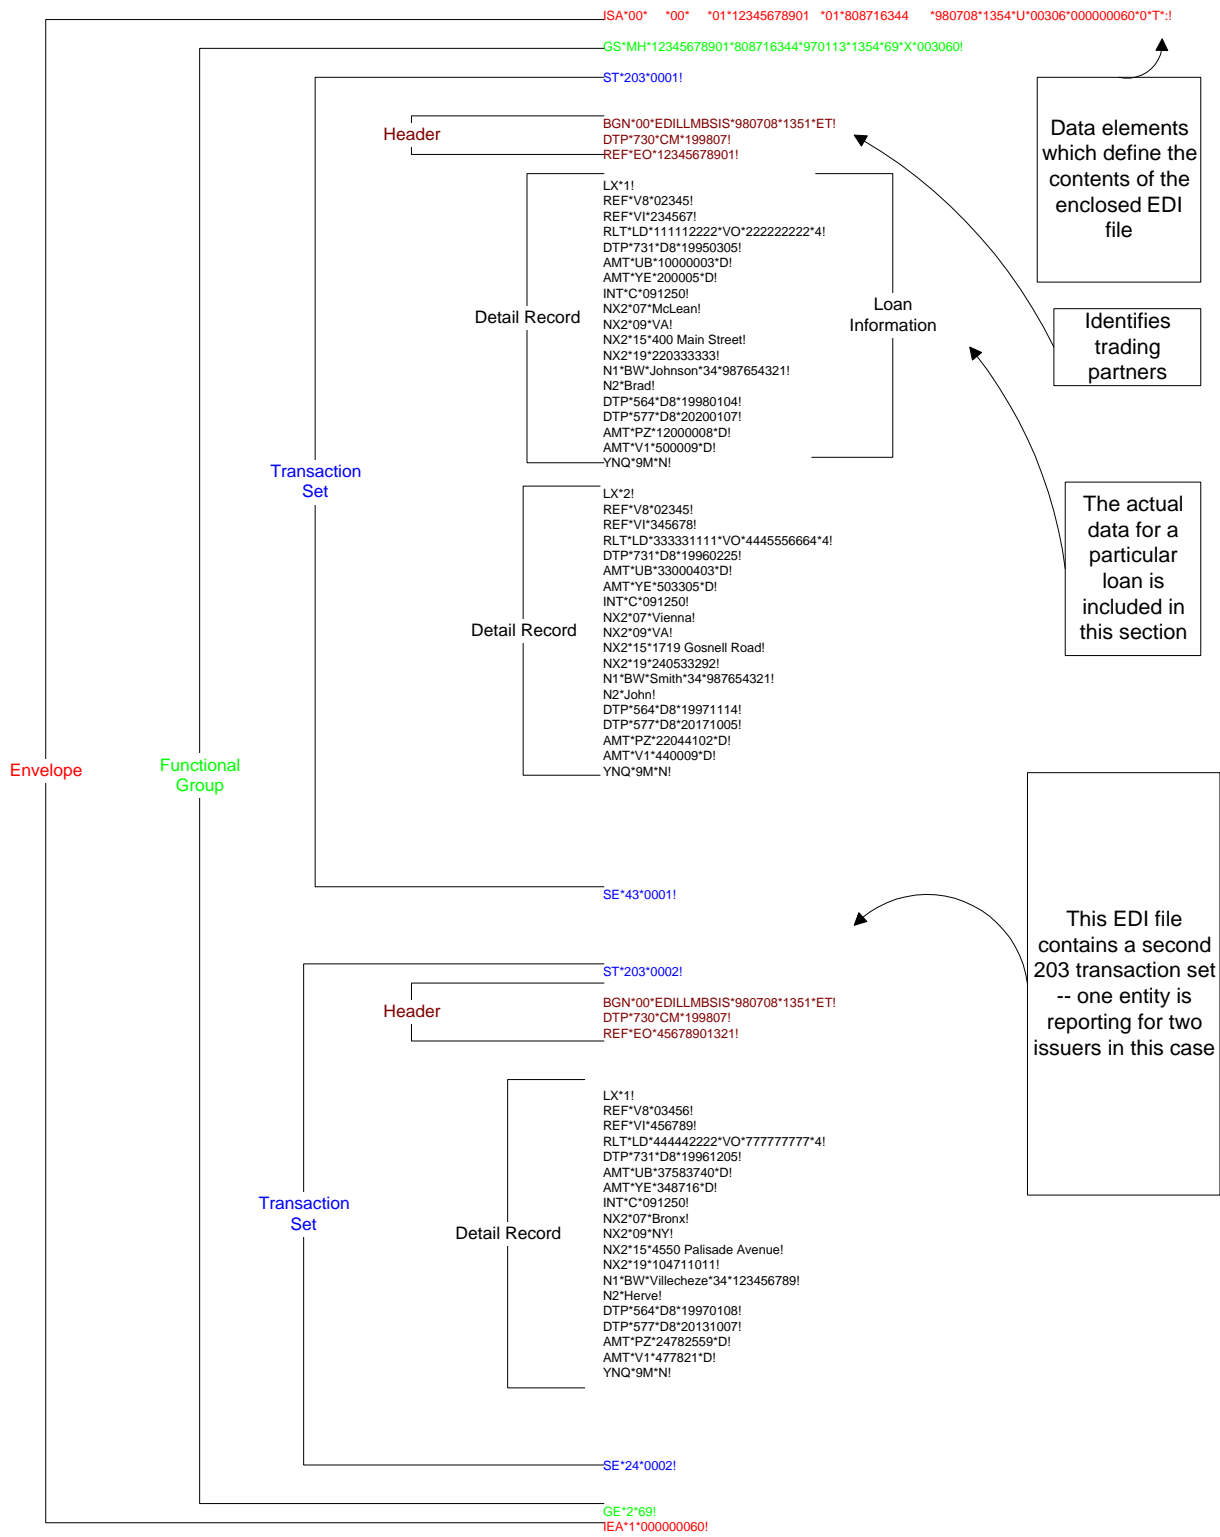 ISA*00* *00* *01*12345678901 *01*808716344 *980708*1354*U*00306*000000060*0*T*:!
GS*MH*12345678901*808716344*970113*1354*69*X*003060!
ST*203*0001!
Header
BGN*00*EDILLMBSIS*980708*1351*ET!
DTP*730*CM*199807!
REF*EO*12345678901!
Data elements
which define the
contents of the
enclosed EDI
file
LX*1!
REF*V8*02345!
REF*VI*234567!
RLT*LD*111112222*VO*222222222*4!
DTP*731*D8*19950305!
AMT*UB*10000003*D!
AMT*YE*200005*D!
INT*C*091250!
NX2*07*McLean!
NX2*09*VA!
NX2*15*400 Main Street!
NX2*19*220333333!
N1*BW*Johnson*34*987654321!
N2*Brad!
DTP*564*D8*19980104!
DTP*577*D8*20200107!
AMT*PZ*12000008*D!
AMT*V1*500009*D!
YNQ*9M*N!
Detail Record
Loan
Information
Identifies
trading
partners
Transaction
Set
LX*2!
REF*V8*02345!
REF*VI*345678!
RLT*LD*333331111*VO*4445556664*4!
DTP*731*D8*19960225!
AMT*UB*33000403*D!
AMT*YE*503305*D!
INT*C*091250!
NX2*07*Vienna!
NX2*09*VA!
NX2*15*1719 Gosnell Road!
NX2*19*240533292!
N1*BW*Smith*34*987654321!
N2*John!
DTP*564*D8*19971114!
DTP*577*D8*20171005!
AMT*PZ*22044102*D!
AMT*V1*440009*D!
YNQ*9M*N!
Detail Record
The actual
data for a
particular
loan is
included in
this section
Envelope
Functional
Group
SE*43*0001!
This EDI file
contains a second
203 transaction set
-- one entity is
reporting for two
issuers in this case
ST*203*0002!
Header
BGN*00*EDILLMBSIS*980708*1351*ET!
DTP*730*CM*199807!
REF*EO*45678901321!
LX*1!
REF*V8*03456!
REF*VI*456789!
RLT*LD*444442222*VO*777777777*4!
DTP*731*D8*19961205!
AMT*UB*37583740*D!
AMT*YE*348716*D!
INT*C*091250!
NX2*07*Bronx!
NX2*09*NY!
NX2*15*4550 Palisade Avenue!
NX2*19*104711011!
N1*BW*Villecheze*34*123456789!
N2*Herve!
DTP*564*D8*19970108!
DTP*577*D8*20131007!
AMT*PZ*24782559*D!
AMT*V1*477821*D!
YNQ*9M*N!
Transaction
Set
Detail Record
SE*24*0002!
GE*2*69!
IEA*1*000000060!